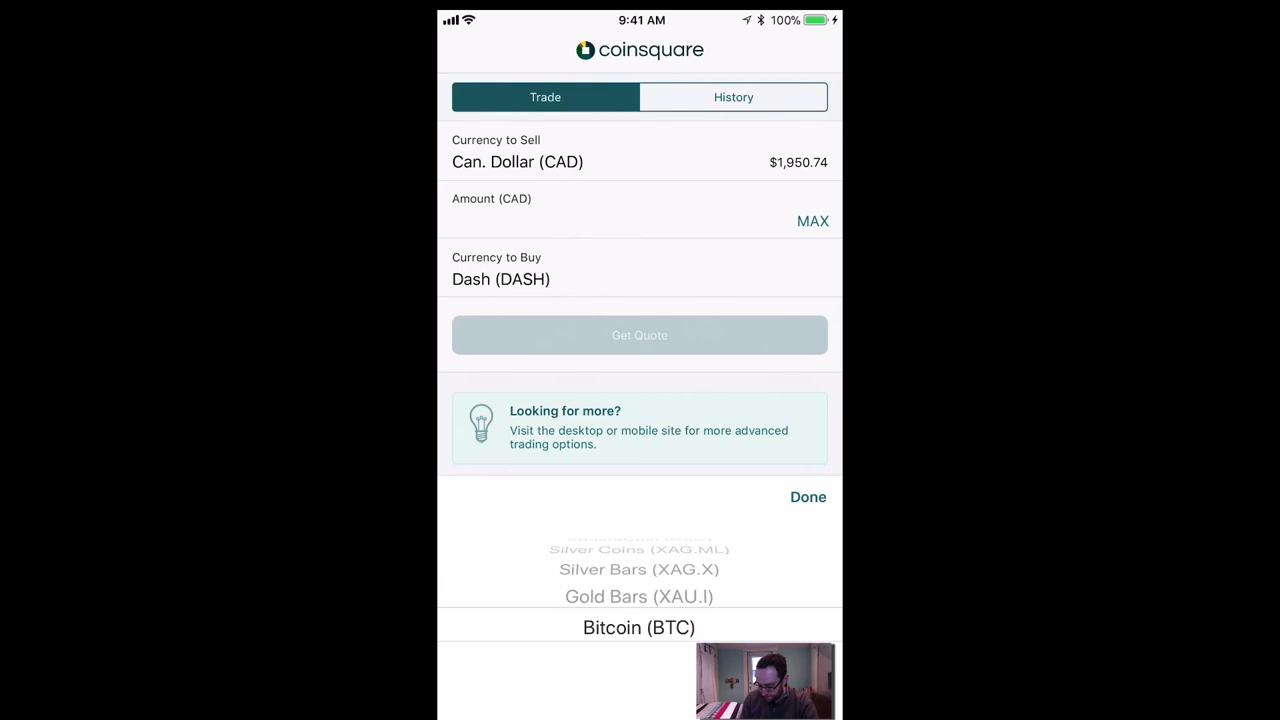 9:41 AM
100%
coinsquare
Trade
History
Currency to Sell
Can. Dollar (CAD)
$1,950.74
Amount (CAD)
MAX
Currency to Buy
Dash (DASH)
Get Quote
Looking for more?
Visit the desktop or mobile site for more advanced
trading options.
Done
Silver Coins (XAG.ML)
Silver Bars (XAG.X)
Gold Bars (XAU.I)
Bitcoin (BTC)